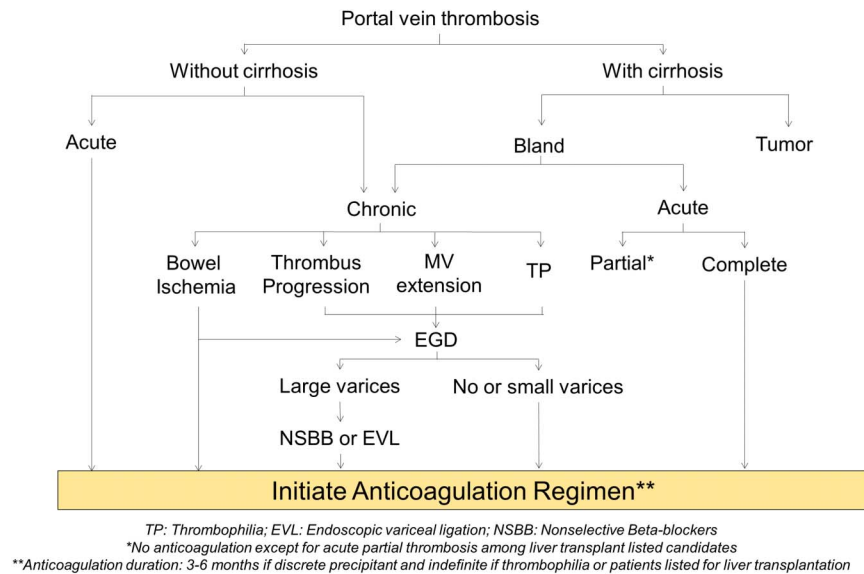 Portal vein thrombosis
Without cirrhosis
With cirrhosis
Acute
Bland
Tumor
Chronic
Acute
Bowel
Ischemia
Thrombus
Progression
MV
extension
TP
Partial*
Complete
EGD
Large varices
No or small varices
NSBB or EVL
Initiate Anticoagulation Regimen**
TP: Thrombophilia; EVL: Endoscopic variceal ligation; NSBB: Nonselective Beta-blockers
*No anticoagulation except for acute partial thrombosis among liver transplant listed candidates
**Anticoagulation duration: 3-6 months if discrete precipitant and indefinite if thrombophilia or patients listed for liver transplantation